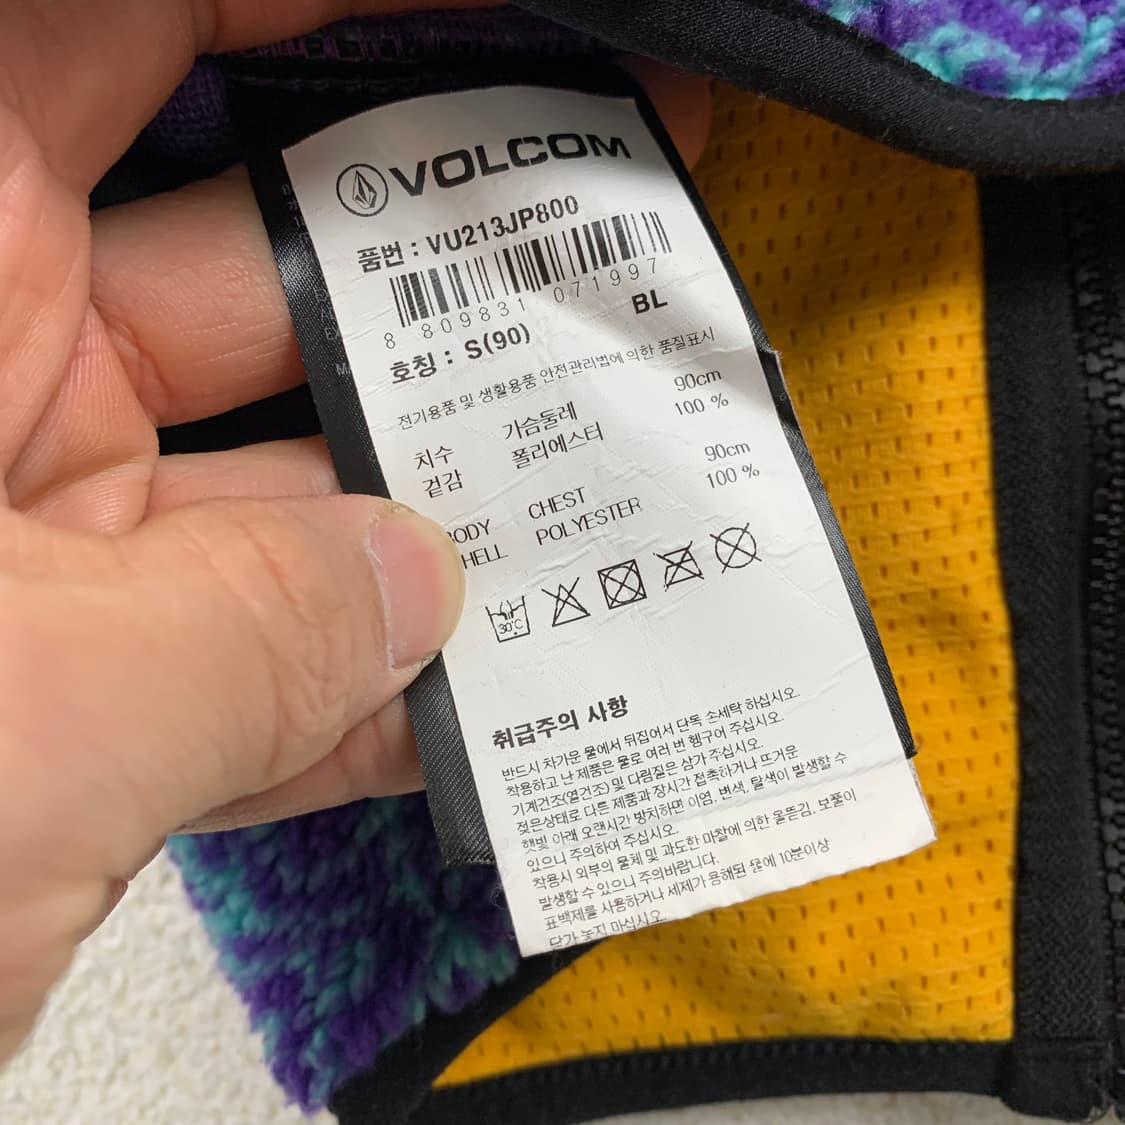 VOLCOM
품번 : VU213JP800
8 809831 071997
BL
호칭 : S(90)
전기용품 및 생활용품 안전관리법에 의한 품질표시
치수 가슴둘레 90cm
겉감 폴리에스터 100 %
BODY CHEST 90cm
HELL POLYESTER 100 %
30℃
취급주의 사항
반드시 차가운 물에서 뒤집어서 단독 손세탁 하십시오.
착용하고 난 제품은 물로 여러 번 헹구어 주십시오.
기계건조(열건조) 및 다림질은 삼가 주십시오.
젖은상태로 다른 제품과 장시간 접촉하거나 뜨거운
햇빛 아래 오랜시간 방치하면 이염, 변색, 탈색이 발생할 수
있으니 주의하여 주십시오.
착용시 외부의 물체 및 과도한 마찰에 의한 올뜯김, 보풀이
발생할 수 있으니 주의바랍니다.
표백제를 사용하거나 세제가 용해된 물에 10분이상
담가 놓지 마십시오.